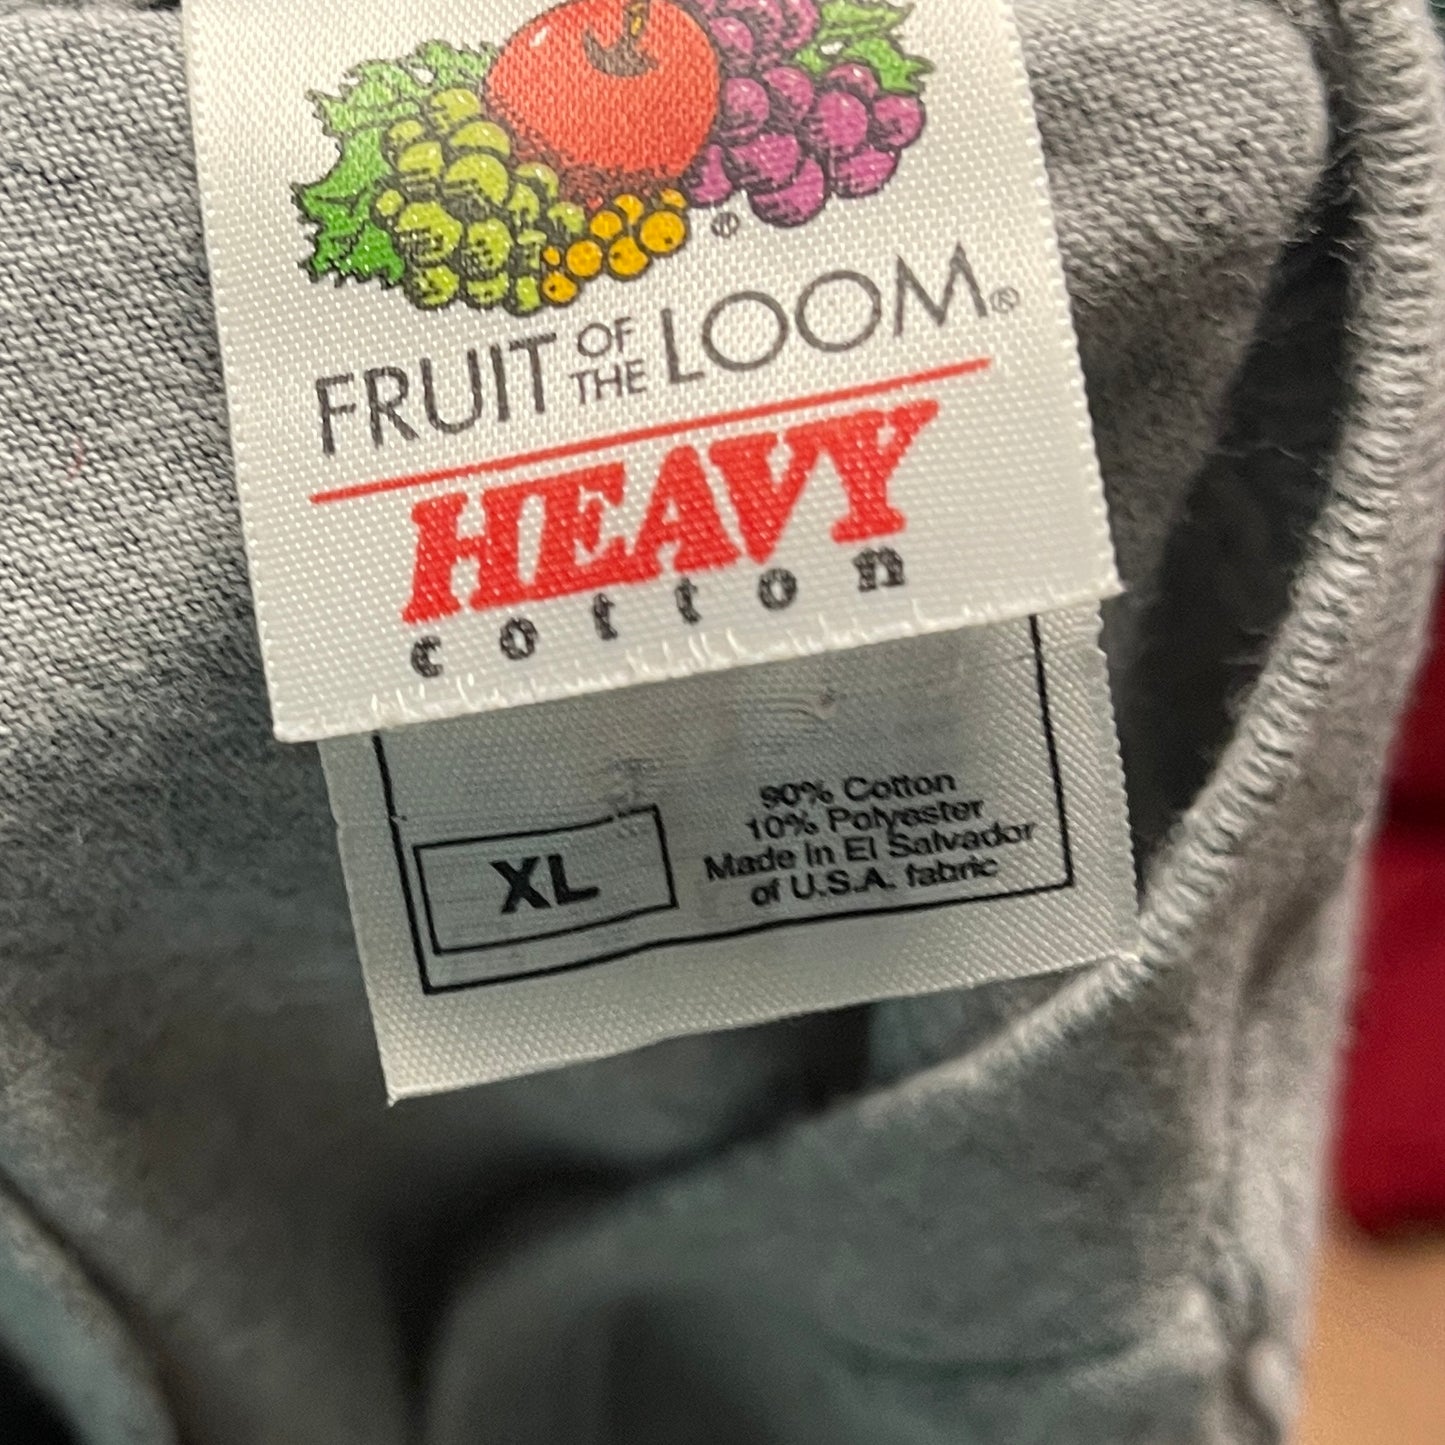 ®
FRUIT OF THE LOOM®
HEAVY
cotton
XL
90% Cotton
10% Polyester
Made in El Salvador
of U.S.A. fabric